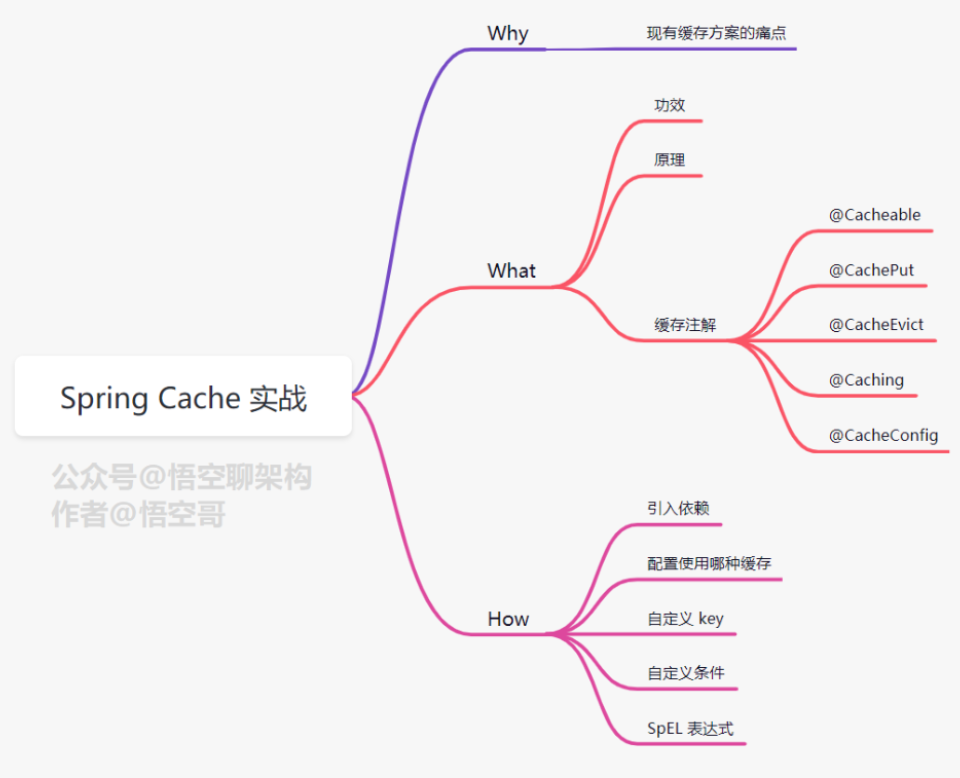 Spring Cache 实战
公众号@悟空聊架构
作者@悟空哥
Why
现有缓存方案的痛点
What
功效
原理
缓存注解
@Cacheable
@CachePut
@CacheEvict
@Caching
@CacheConfig
How
引入依赖
配置使用哪种缓存
自定义 key
自定义条件
SpEL 表达式